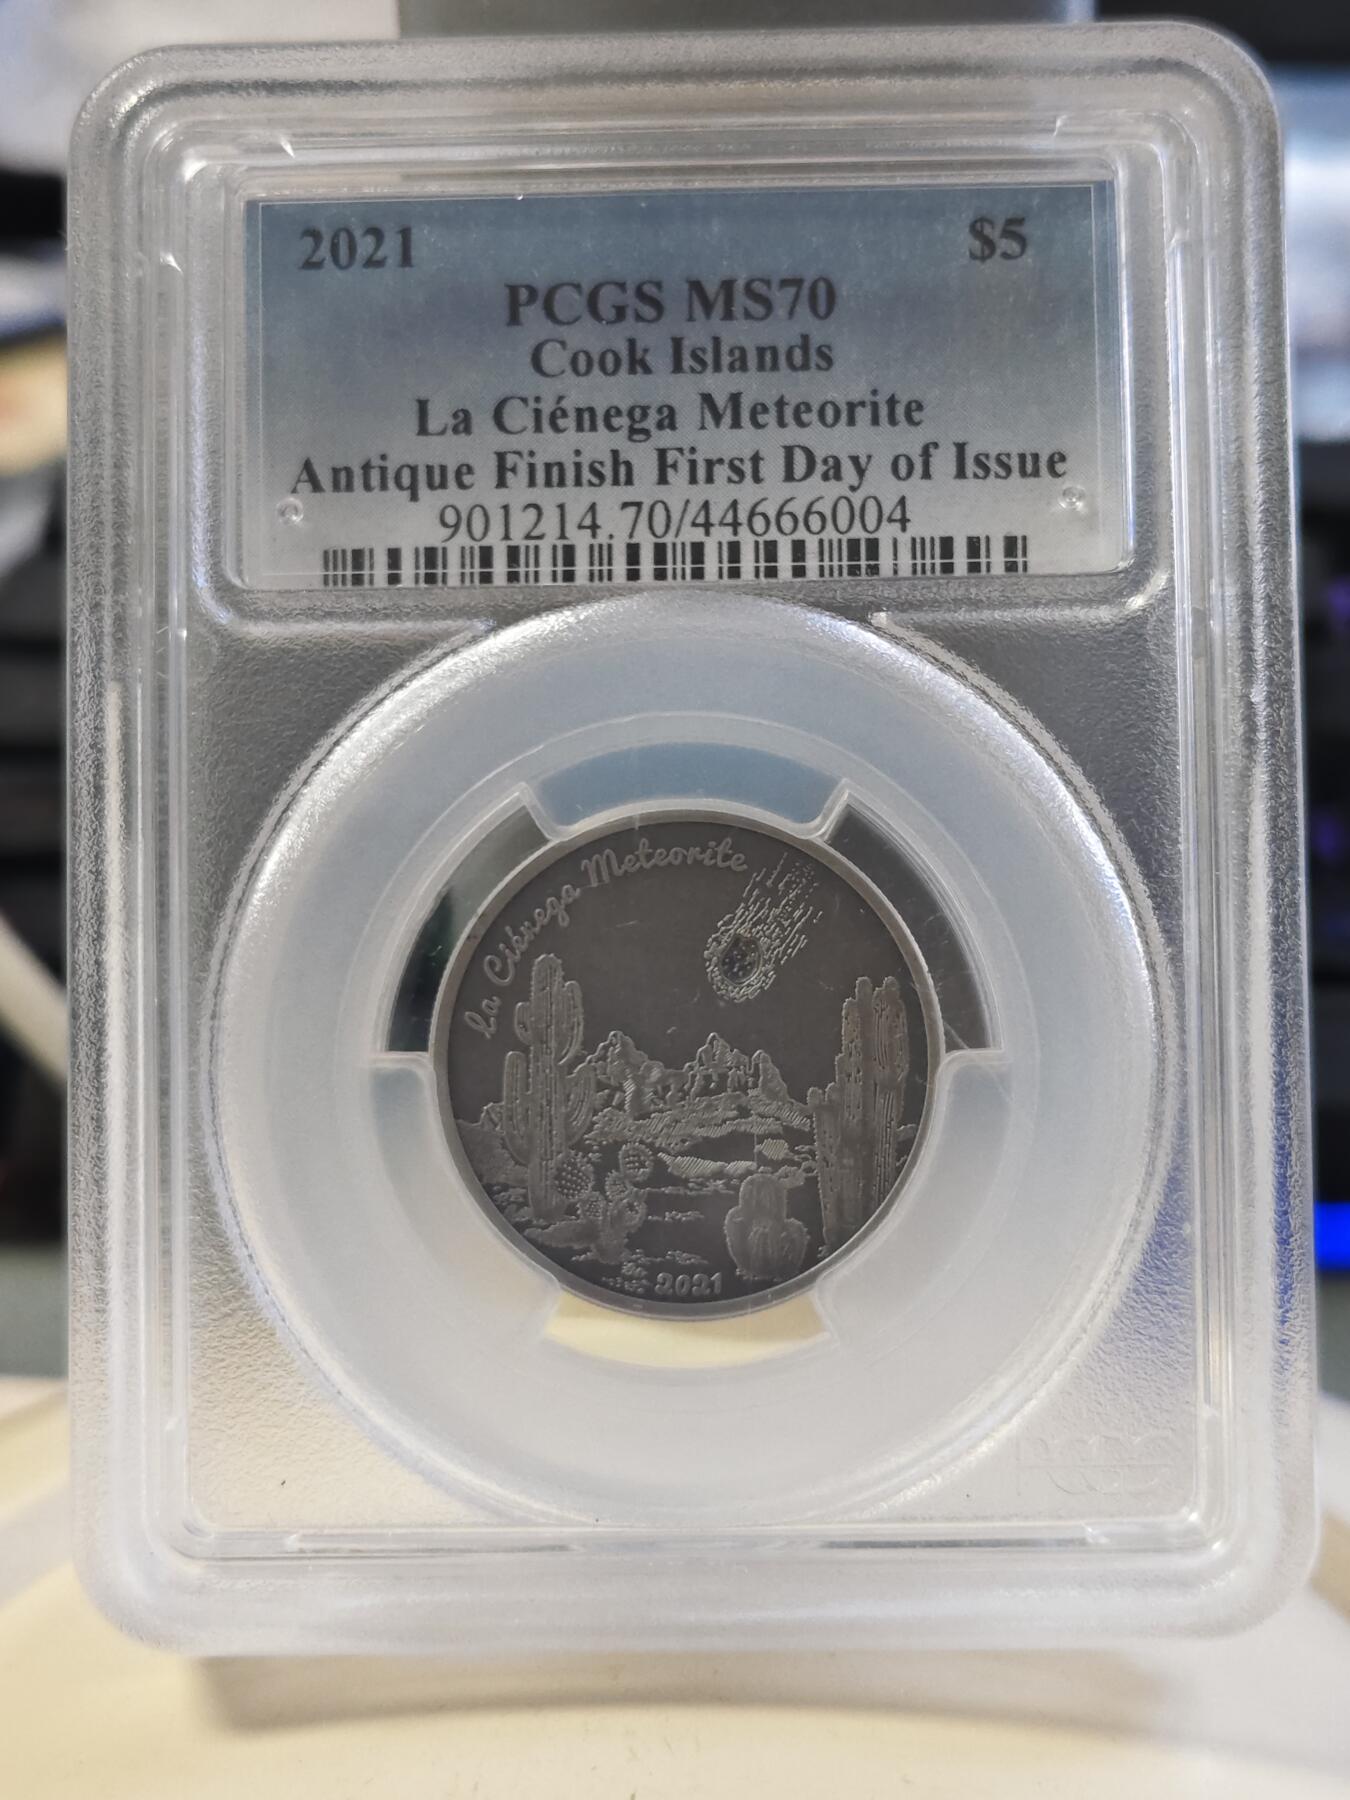 2021 $5
PCGS MS70
Cook Islands
La Ciénega Meteorite
Antique Finish First Day of Issue
901214.70/44666004
La Ciénega Meteorite
2021
PCGS